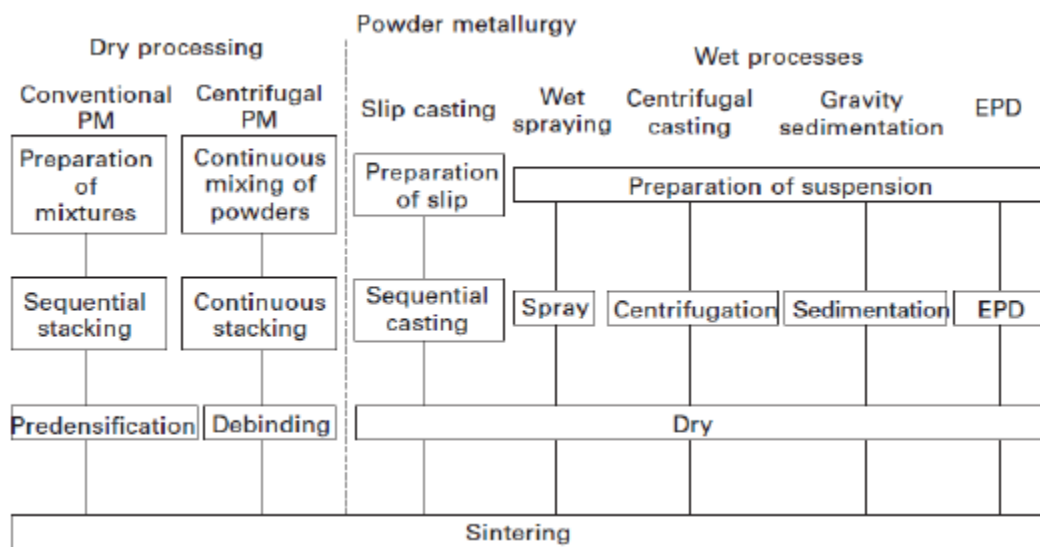 Powder metallurgy
Dry processing
Wet processes
Conventional
PM
Centrifugal
PM
Slip casting
Wet
spraying
Centrifugal
casting
Gravity
sedimentation
EPD
Preparation
of
mixtures
Continuous
mixing of
powders
Preparation
of slip
Preparation of suspension
Sequential
stacking
Continuous
stacking
Sequential
casting
Spray
Centrifugation
Sedimentation
EPD
Predensification
Debinding
Dry
Sintering